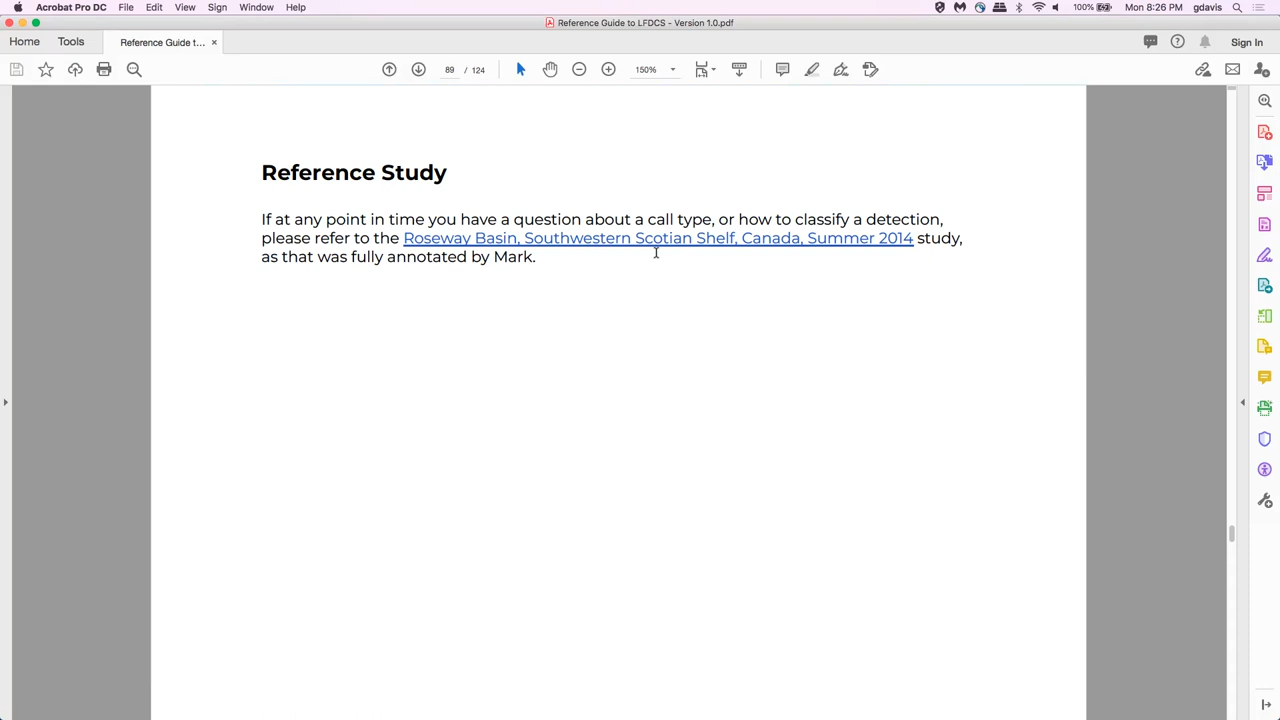 Acrobat Pro DC File Edit View Sign Window Help 100% Mon 8:26 PM gdavis
Reference Guide to LFDCS - Version 1.0.pdf
Home Tools Reference Guide t... × Sign In
89 / 124 150%
Reference Study
If at any point in time you have a question about a call type, or how to classify a detection,
please refer to the Roseway Basin, Southwestern Scotian Shelf, Canada, Summer 2014 study,
as that was fully annotated by Mark.